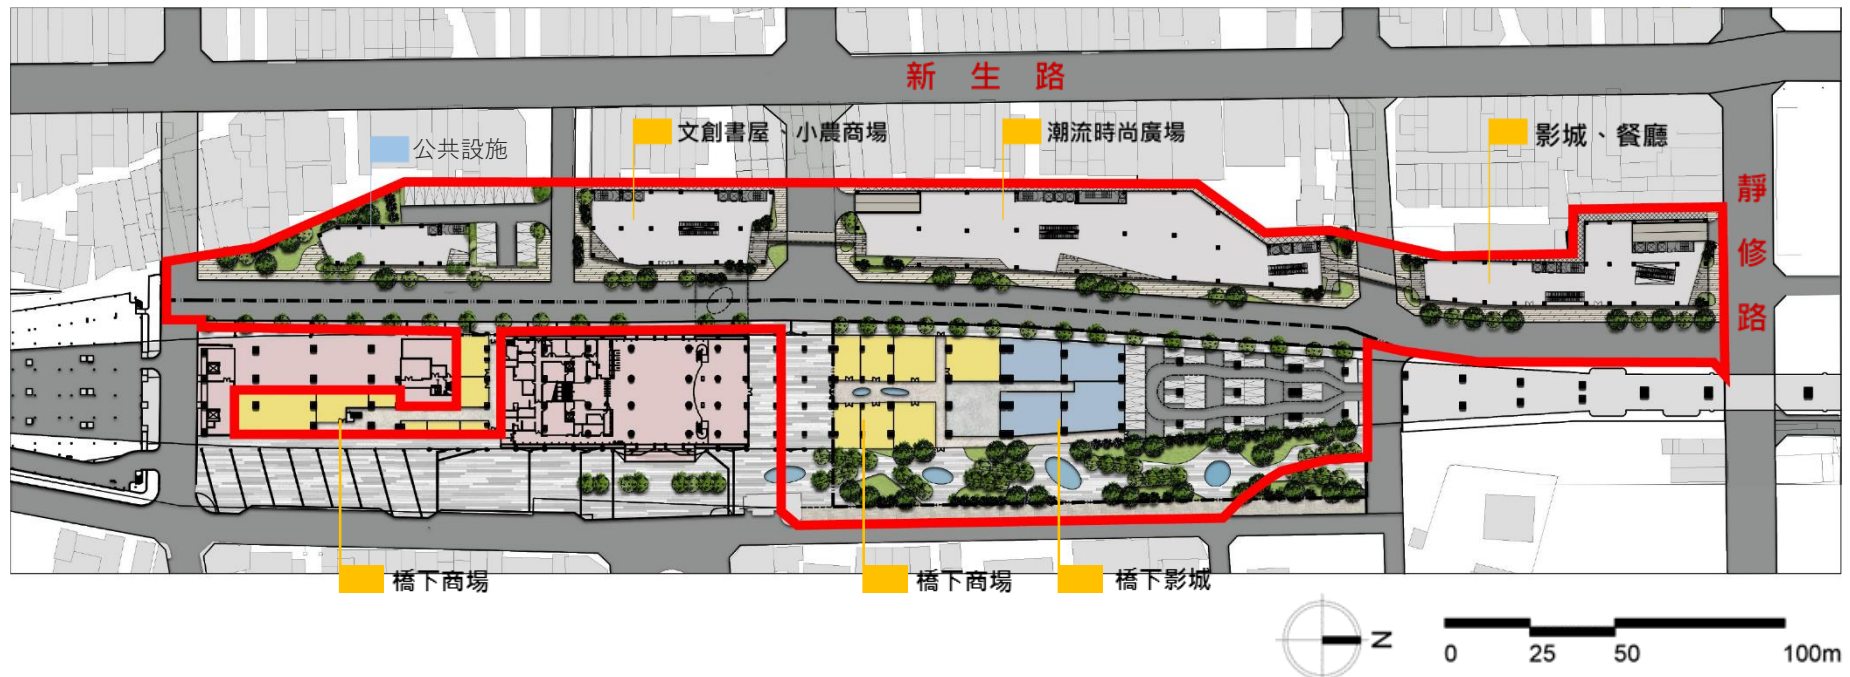 新生路
公共設施
文創書屋、小農商場
潮流時尚廣場
影城、餐廳
靜修路
橋下商場
橋下商場
橋下影城
N
0 25 50 100m